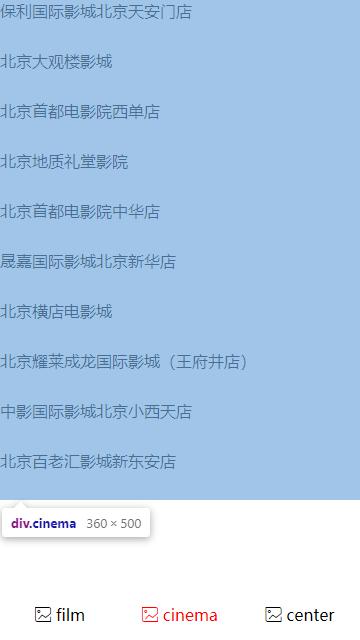 保利国际影城北京天安门店
北京大观楼影城
北京首都电影院西单店
北京地质礼堂影院
北京首都电影院中华店
晟嘉国际影城北京新华店
北京横店电影城
北京耀莱成龙国际影城（王府井店）
中影国际影城北京小西天店
北京百老汇影城新东安店
div.cinema 360 × 500
film cinema center